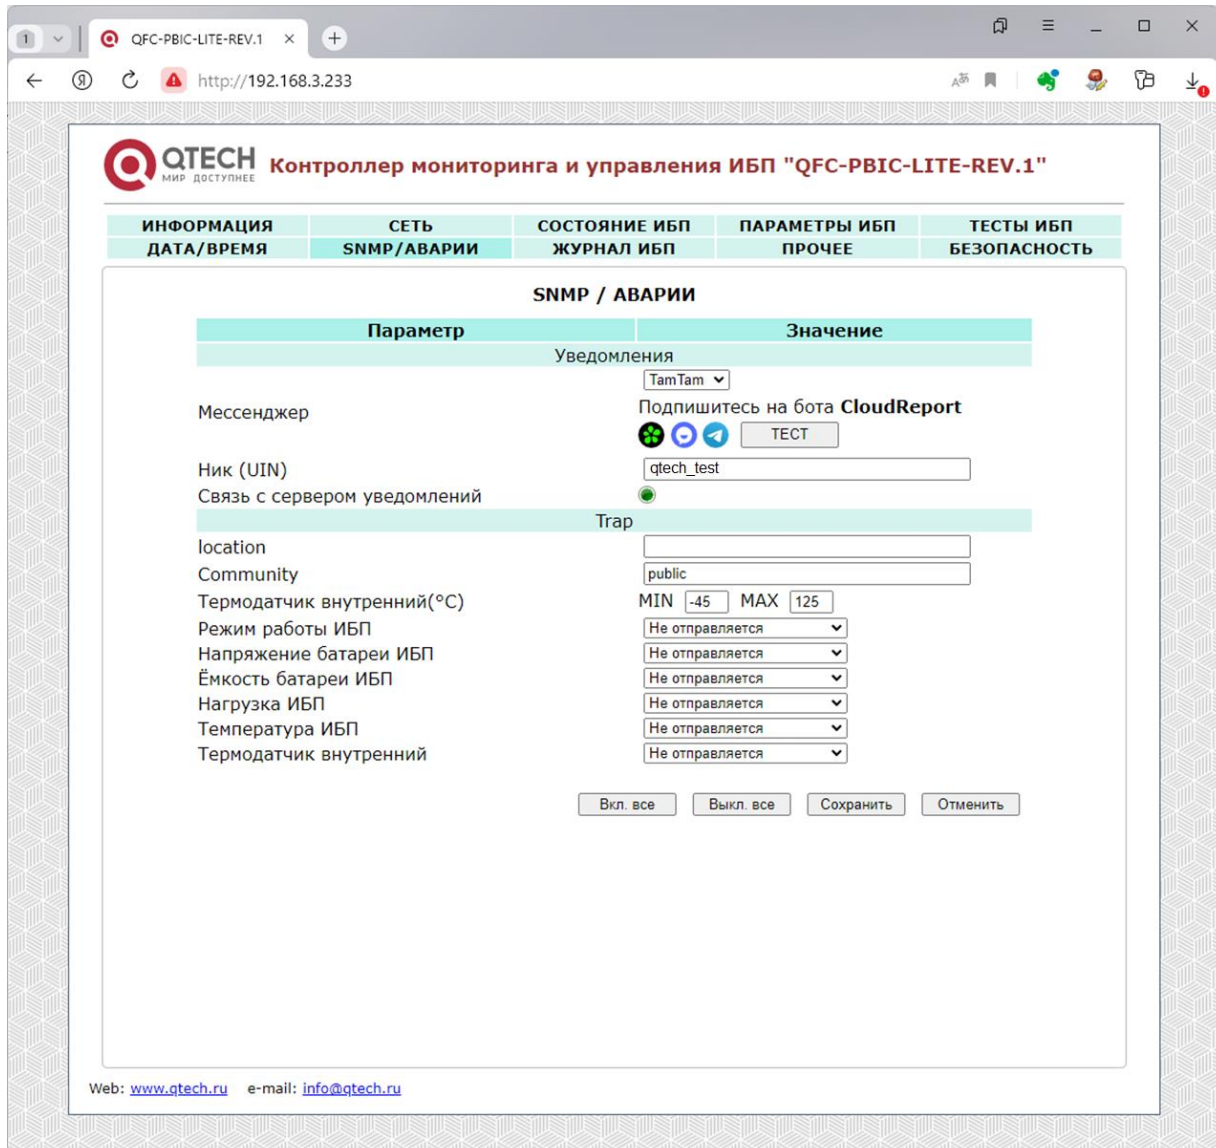 1
QFC-PBIC-LITE-REV.1
http://192.168.3.233
QTECH
МИР ДОСТУПНЕЕ
Контроллер мониторинга и управления ИБП "QFC-PBIC-LITE-REV.1"
ИНФОРМАЦИЯ СЕТЬ СОСТОЯНИЕ ИБП ПАРАМЕТРЫ ИБП ТЕСТЫ ИБП
ДАТА/ВРЕМЯ SNMP/АВАРИИ ЖУРНАЛ ИБП ПРОЧЕЕ БЕЗОПАСНОСТЬ
SNMP / АВАРИИ
Параметр Значение
Уведомления
TamTam
Мессенджер Подпишитесь на бота CloudReport
ТЕСТ
Ник (UIN) qtech_test
Связь с сервером уведомлений
Trap
location
Community public
Термодатчик внутренний(°C) MIN -45 MAX 125
Режим работы ИБП Не отправляется
Напряжение батареи ИБП Не отправляется
Ёмкость батареи ИБП Не отправляется
Нагрузка ИБП Не отправляется
Температура ИБП Не отправляется
Термодатчик внутренний Не отправляется
Вкл. все Выкл. все Сохранить Отменить
Web: www.qtech.ru e-mail: info@qtech.ru